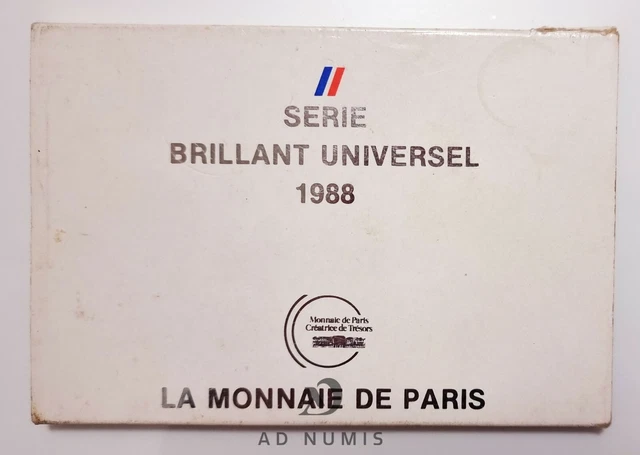 SERIE
BRILLANT UNIVERSEL
1988
Monnaie de Paris
Créatrice de Trésors
LA MONNAIE DE PARIS
AD NUMIS